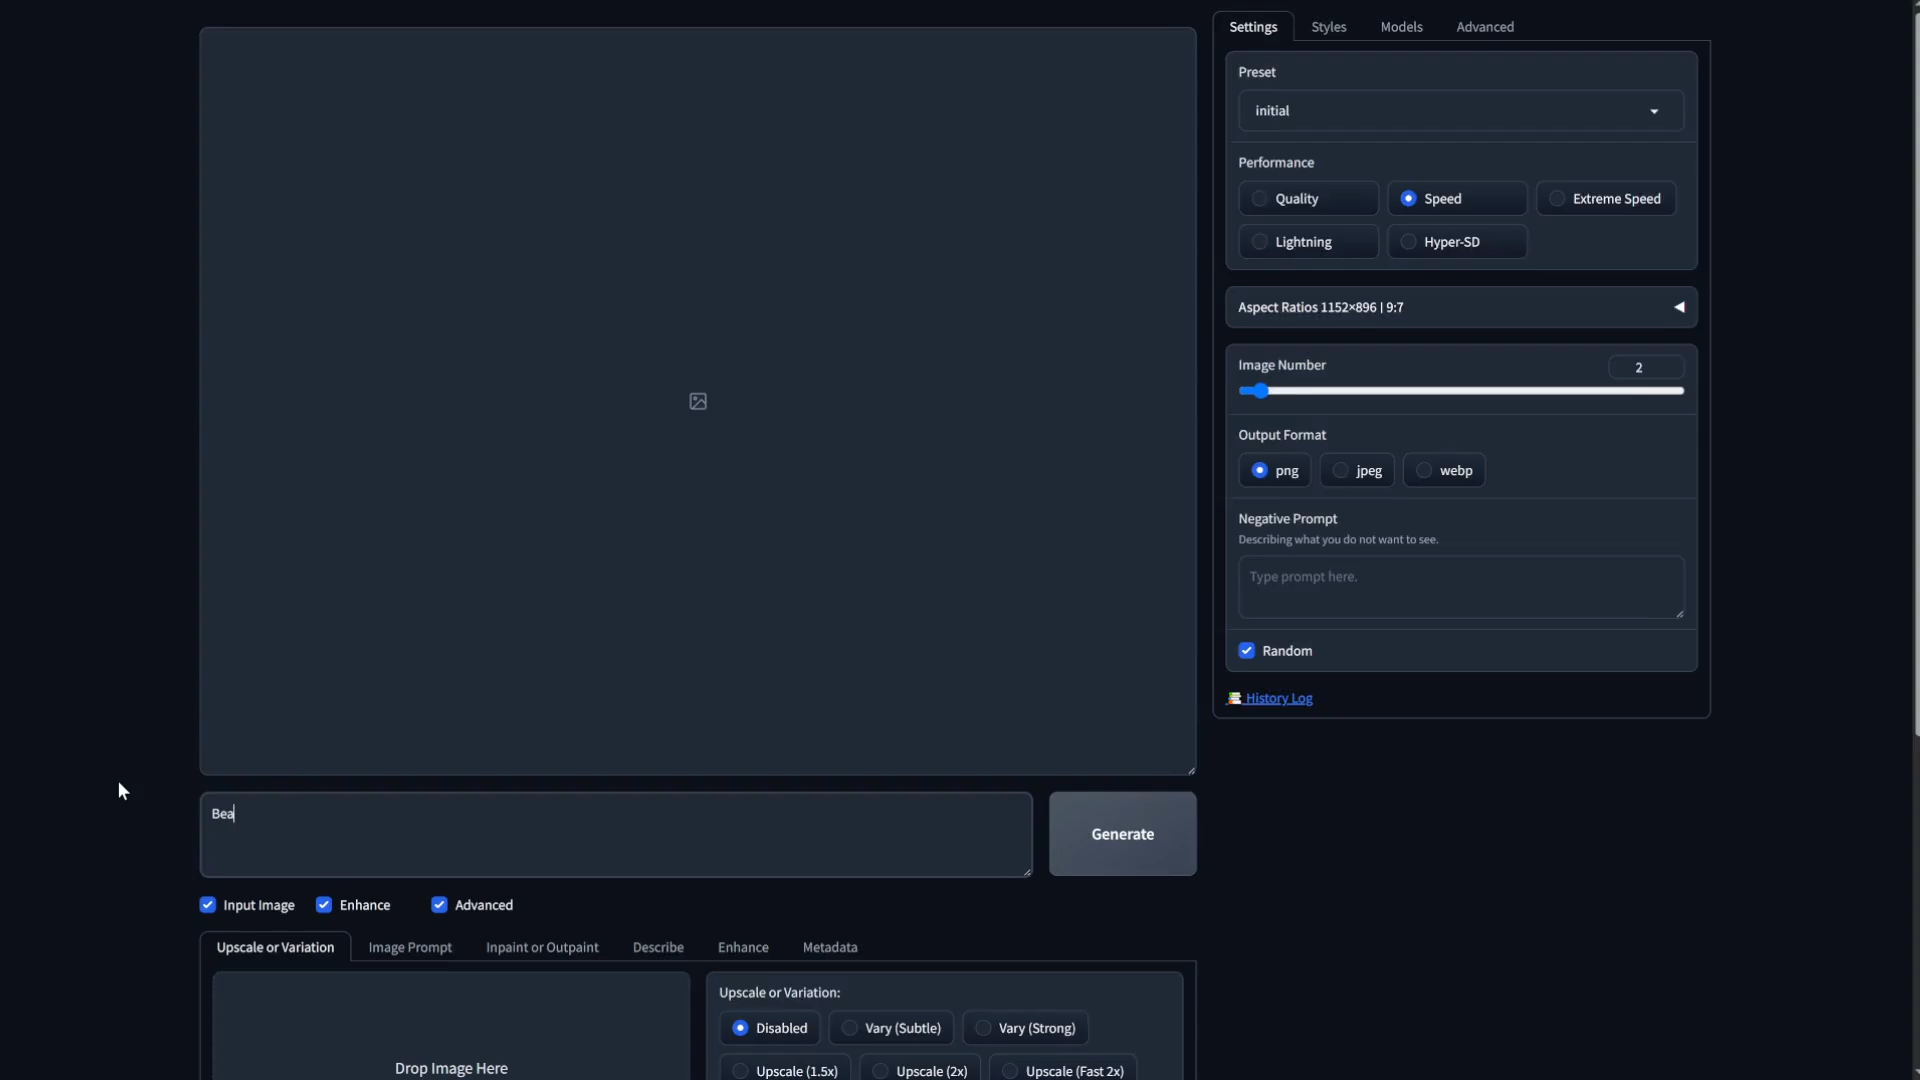 Settings Styles Models Advanced
Preset
initial
Performance
Quality Speed Extreme Speed
Lightning Hyper-SD
Aspect Ratios 1152×896 | 9:7
Image Number 2
Output Format
png jpeg webp
Negative Prompt
Describing what you do not want to see.
Type prompt here.
Random
History Log
Bea
Generate
Input Image Enhance Advanced
Upscale or Variation Image Prompt Inpaint or Outpaint Describe Enhance Metadata
Drop Image Here
Upscale or Variation:
Disabled Vary (Subtle) Vary (Strong)
Upscale (1.5x) Upscale (2x) Upscale (Fast 2x)